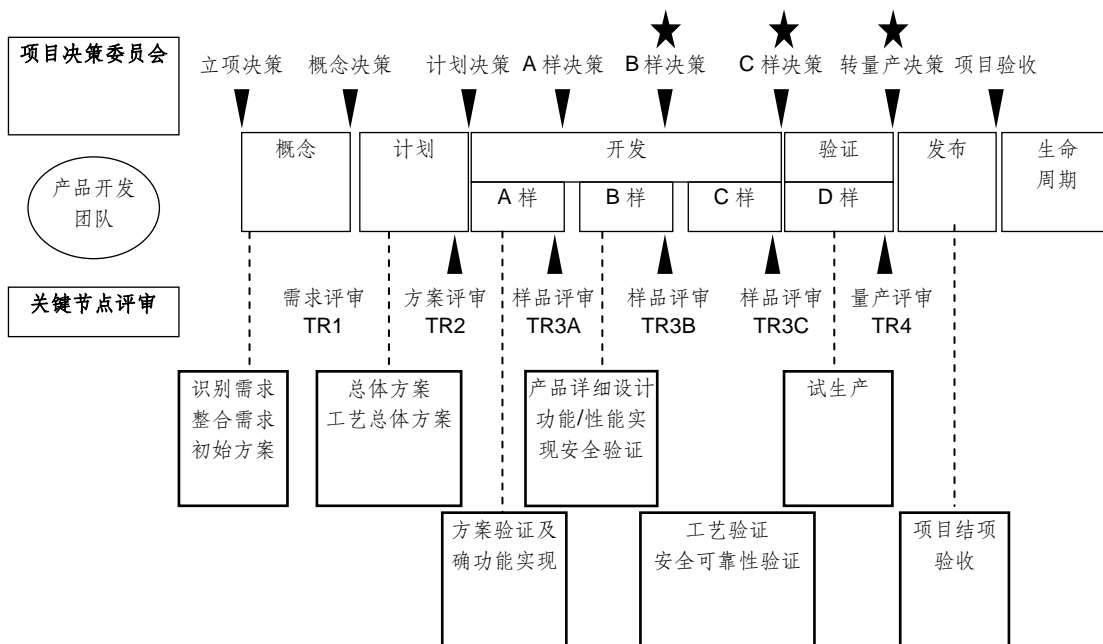 项目决策委员会
立项决策
概念决策
计划决策
A 样决策
B 样决策
C 样决策
转量产决策
项目验收
产品开发
团队
概念
计划
开发
验证
发布
生命
周期
A 样
B 样
C 样
D 样
关键节点评审
需求评审
TR1
方案评审
TR2
样品评审
TR3A
样品评审
TR3B
样品评审
TR3C
量产评审
TR4
识别需求
整合需求
初始方案
总体方案
工艺总体方案
产品详细设计
功能/性能实
现安全验证
试生产
方案验证及
确功能实现
工艺验证
安全可靠性验证
项目结项
验收